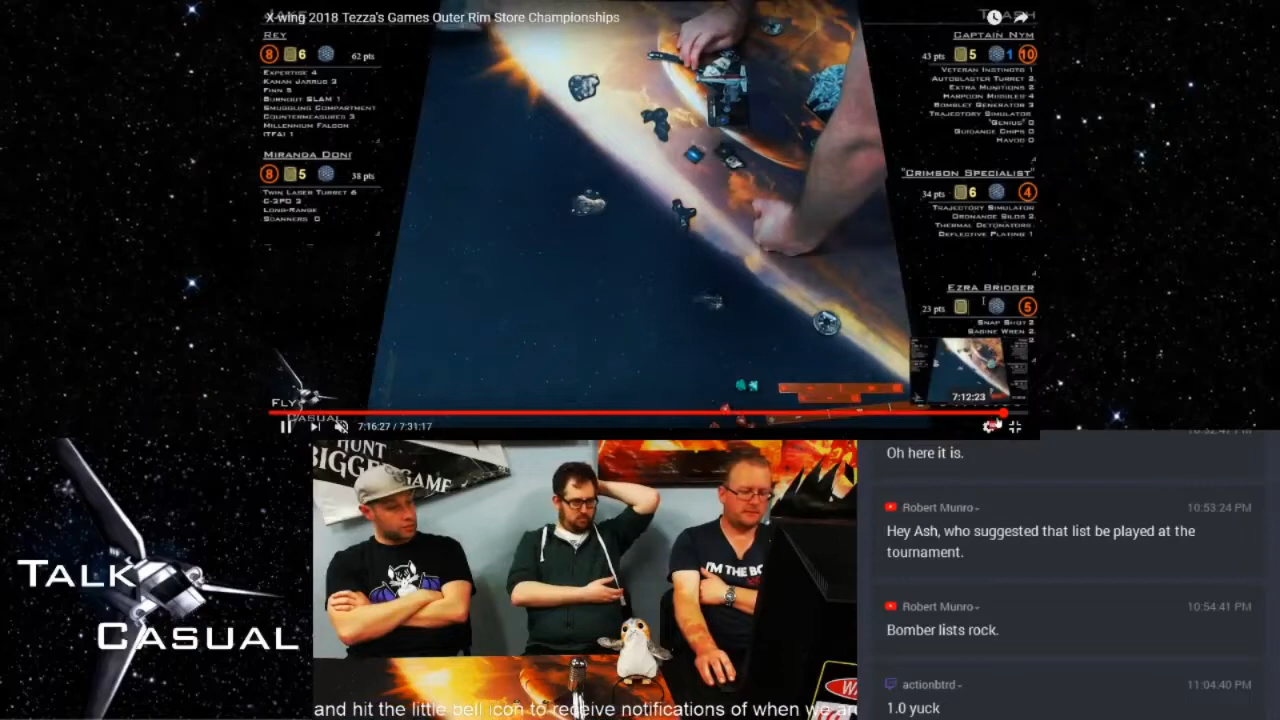 X-wing 2018 Tezza's Games Outer Rim Store Championships
REY
8 6 62 pts
EXPERTISE 4
KANAN JARRUS 3
FINN 5
BURNOUT SLAM 1
SMUGGLING COMPARTMENT
COUNTERMEASURES 3
MILLENNIUM FALCON
(TFA) 1
MIRANDA DONI
8 5 38 pts
TWIN LASER TURRET 6
C-3PO 3
LONG-RANGE
SCANNERS 0
CAPTAIN NYM
43 pts 5 1 10
VETERAN INSTINCTS 1
AUTOBLASTER TURRET 2
EXTRA MUNITIONS 2
HARPOON MISSILES 4
BOMBLET GENERATOR 3
TRAJECTORY SIMULATOR
"GENIUS" 0
GUIDANCE CHIPS 0
HAVOC 0
"CRIMSON SPECIALIST"
34 pts 6 4
TRAJECTORY SIMULATOR
ORDNANCE SILOS 2
THERMAL DETONATORS
DEFLECTIVE PLATING 1
EZRA BRIDGER
23 pts 5
SNAP SHOT 2
SABINE WREN 2
7:12:23
FLY
CASUAL
7:16:27 / 7:31:17
TALK
CASUAL
HUNT
BIGGER GAME
I'M THE BO
WA
and hit the little bell icon to receive notifications of when we ar
Oh here it is.
Robert Munro 10:53:24 PM
Hey Ash, who suggested that list be played at the
tournament.
Robert Munro 10:54:41 PM
Bomber lists rock.
actionbtrd 11:04:40 PM
1.0 yuck